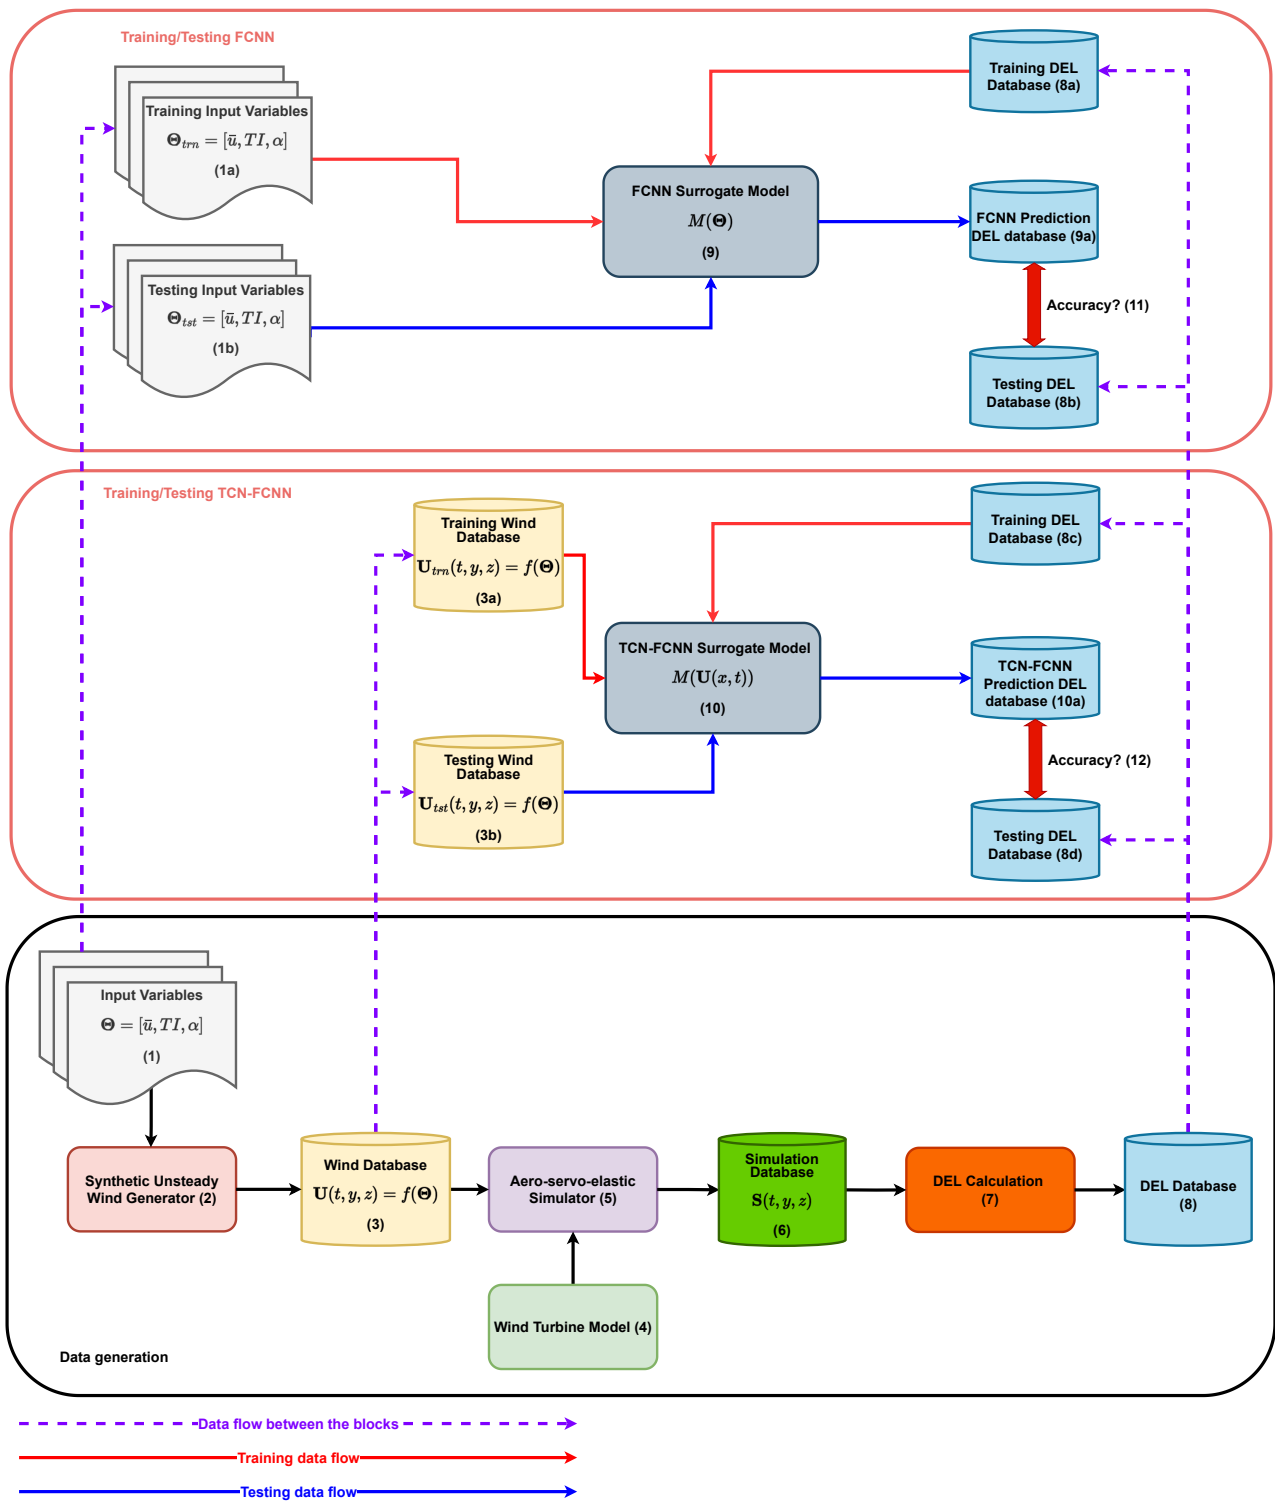 Training/Testing FCNN
Training Input Variables
Θ_trn = [ū, TI, α]
(1a)
Testing Input Variables
Θ_tst = [ū, TI, α]
(1b)
FCNN Surrogate Model
M(Θ)
(9)
Training DEL
Database (8a)
FCNN Prediction
DEL database (9a)
Accuracy? (11)
Testing DEL
Database (8b)
Training/Testing TCN-FCNN
Training Wind
Database
U_trn(t, y, z) = f(Θ)
(3a)
Testing Wind
Database
U_tst(t, y, z) = f(Θ)
(3b)
TCN-FCNN Surrogate Model
M(U(x, t))
(10)
Training DEL
Database (8c)
TCN-FCNN
Prediction DEL
database (10a)
Accuracy? (12)
Testing DEL
Database (8d)
Input Variables
Θ = [ū, TI, α]
(1)
Synthetic Unsteady
Wind Generator (2)
Wind Database
U(t, y, z) = f(Θ)
(3)
Aero-servo-elastic
Simulator (5)
Simulation
Database
S(t, y, z)
(6)
DEL Calculation
(7)
DEL Database
(8)
Wind Turbine Model (4)
Data generation
Data flow between the blocks
Training data flow
Testing data flow